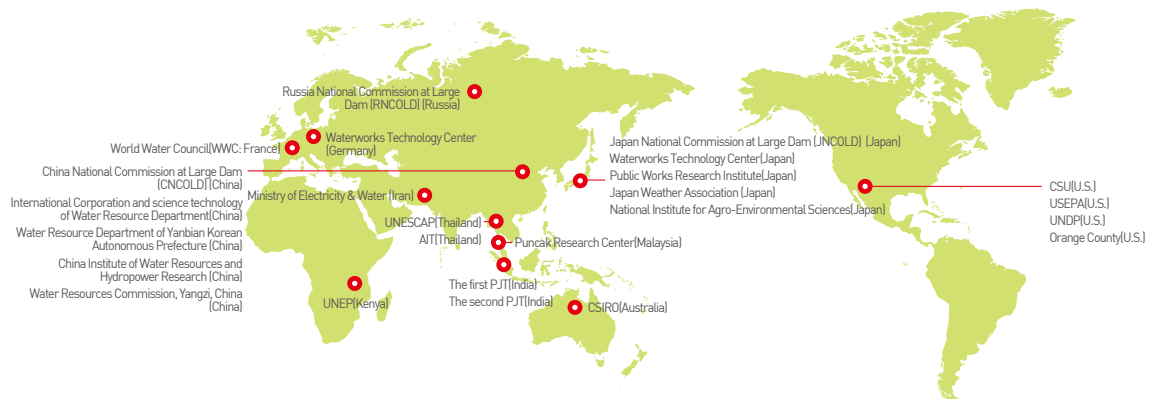 Russia National Commission at Large
Dam (RNCOLD) (Russia)
World Water Council(WWC: France)
Waterworks Technology Center
(Germany)
China National Commission at Large Dam
(CNCOLD) (China)
International Corporation and science technology
of Water Resource Department(China)
Water Resource Department of Yanbian Korean
Autonomous Prefecture (China)
China Institute of Water Resources and
Hydropower Research (China)
Water Resources Commission, Yangzi, China
(China)
Ministry of Electricity & Water (Iran)
UNESCAP(Thailand)
AIT(Thailand)
Puncak Research Center(Malaysia)
The first PJT(India)
The second PJT(India)
UNEP(Kenya)
CSIRO(Australia)
Japan National Commission at Large Dam (JNCOLD) (Japan)
Waterworks Technology Center(Japan)
Public Works Research Institute(Japan)
Japan Weather Association (Japan)
National Institute for Agro-Environmental Sciences(Japan)
CSU(U.S.)
USEPA(U.S.)
UNDP(U.S.)
Orange County(U.S.)